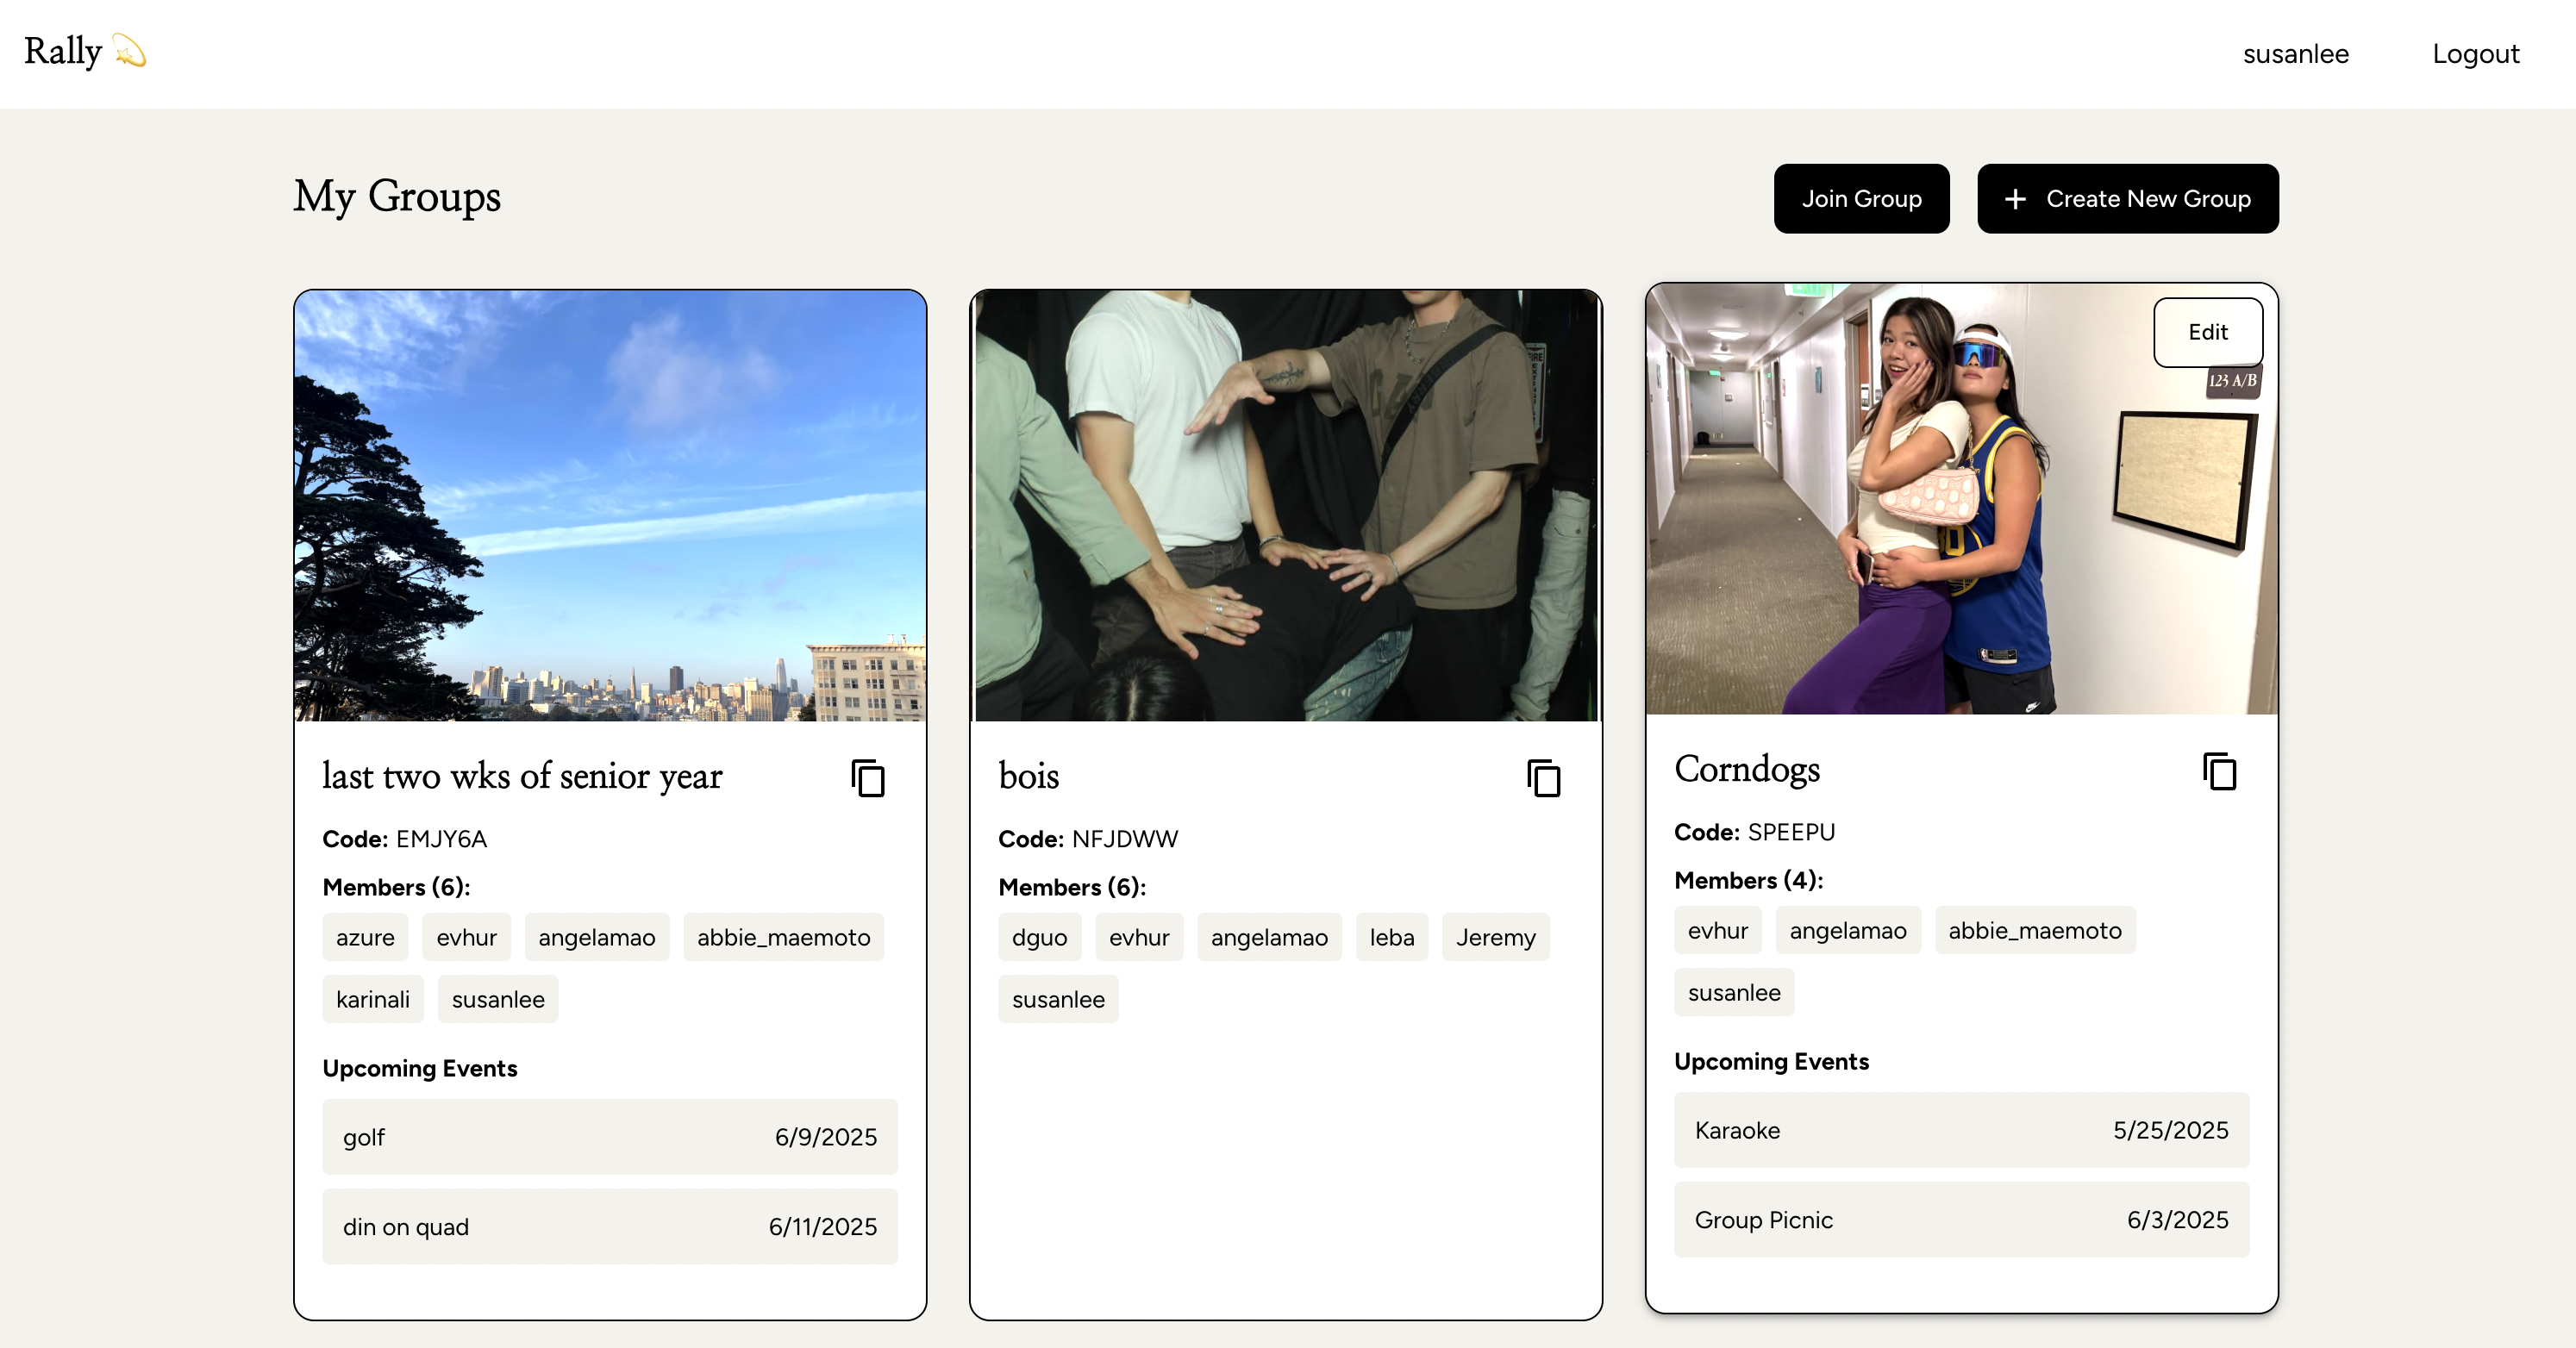 Rally
susanlee
Logout
My Groups
Join Group
+ Create New Group
last two wks of senior year
Code: EMJY6A
Members (6):
azure evhur angelamao abbie_maemoto
karinali susanlee
Upcoming Events
golf 6/9/2025
din on quad 6/11/2025
bois
Code: NFJDWW
Members (6):
dguo evhur angelamao leba Jeremy
susanlee
Edit
123 A/B
Corndogs
Code: SPEEPU
Members (4):
evhur angelamao abbie_maemoto
susanlee
Upcoming Events
Karaoke 5/25/2025
Group Picnic 6/3/2025